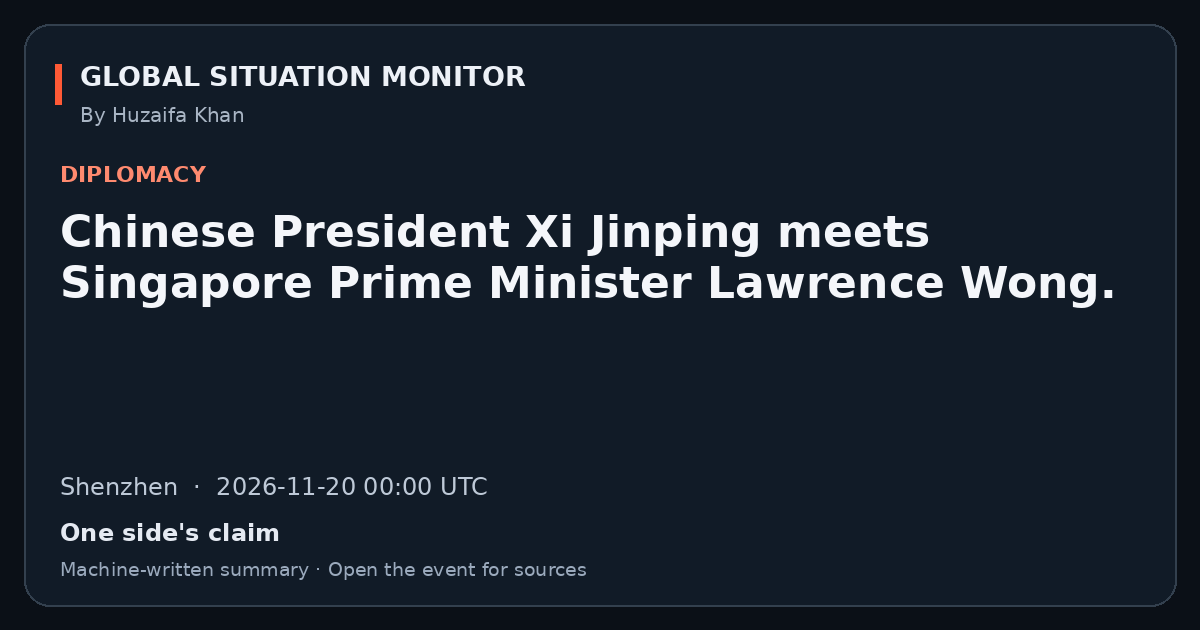 GLOBAL SITUATION MONITOR
By Huzaifa Khan
DIPLOMACY
Chinese President Xi Jinping meets
Singapore Prime Minister Lawrence Wong.
Shenzhen · 2026-11-20 00:00 UTC
One side's claim
Machine-written summary · Open the event for sources